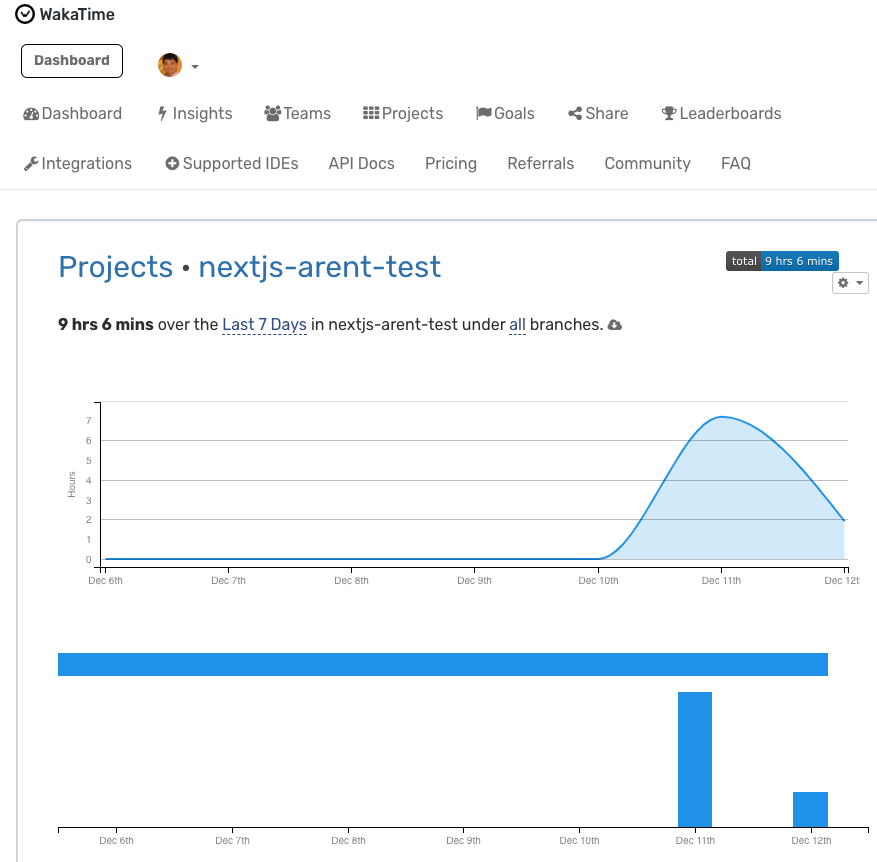 WakaTime
Dashboard
Dashboard Insights Teams Projects Goals Share Leaderboards
Integrations Supported IDEs API Docs Pricing Referrals Community FAQ
Projects • nextjs-arent-test
total 9 hrs 6 mins
9 hrs 6 mins over the Last 7 Days in nextjs-arent-test under all branches.
7
6
5
4
3
2
1
0
Hours
Dec 6th Dec 7th Dec 8th Dec 9th Dec 10th Dec 11th Dec 12t
Dec 6th Dec 7th Dec 8th Dec 9th Dec 10th Dec 11th Dec 12th